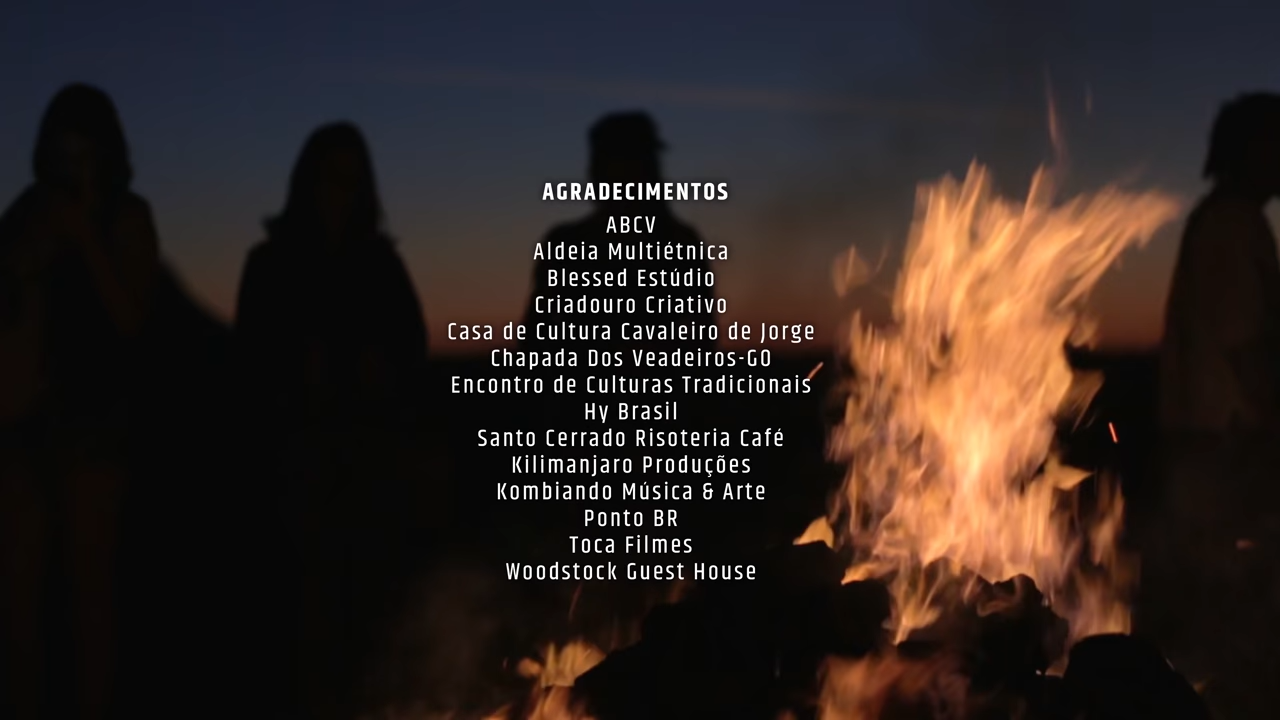 AGRADECIMENTOS
ABCV
Aldeia Multiétnica
Blessed Estúdio
Criadouro Criativo
Casa de Cultura Cavaleiro de Jorge
Chapada Dos Veadeiros-GO
Encontro de Culturas Tradicionais
Hy Brasil
Santo Cerrado Risoteria Café
Kilimanjaro Produções
Kombiando Música & Arte
Ponto BR
Toca Filmes
Woodstock Guest House